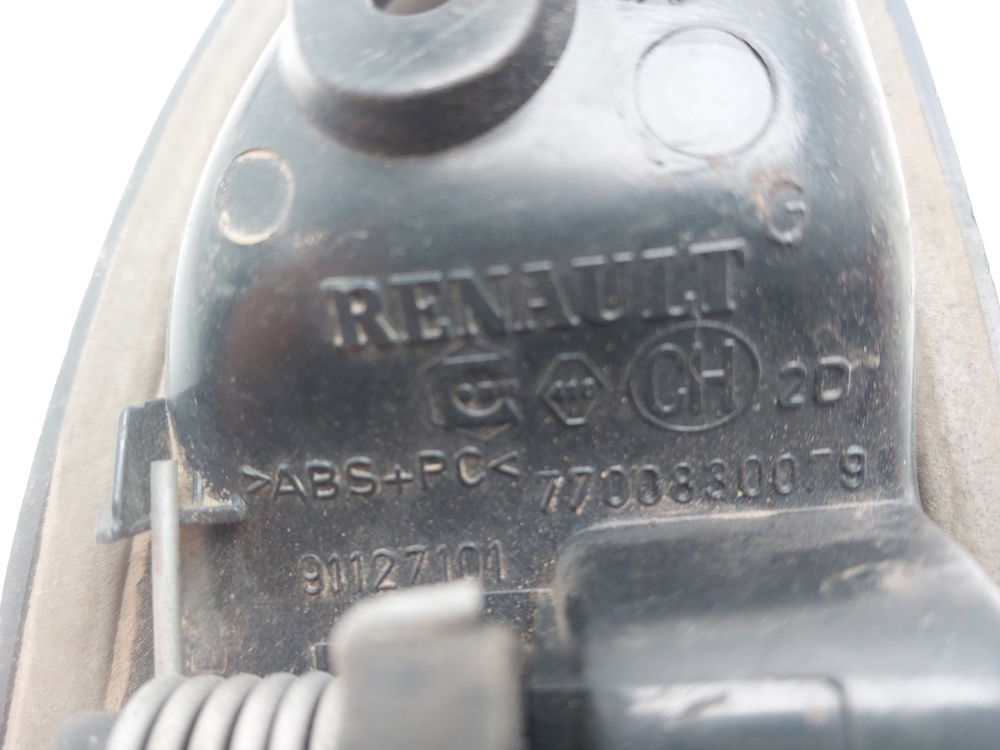 G
RENAULT
CH 2D
>ABS+PC< 7700830079
91127101